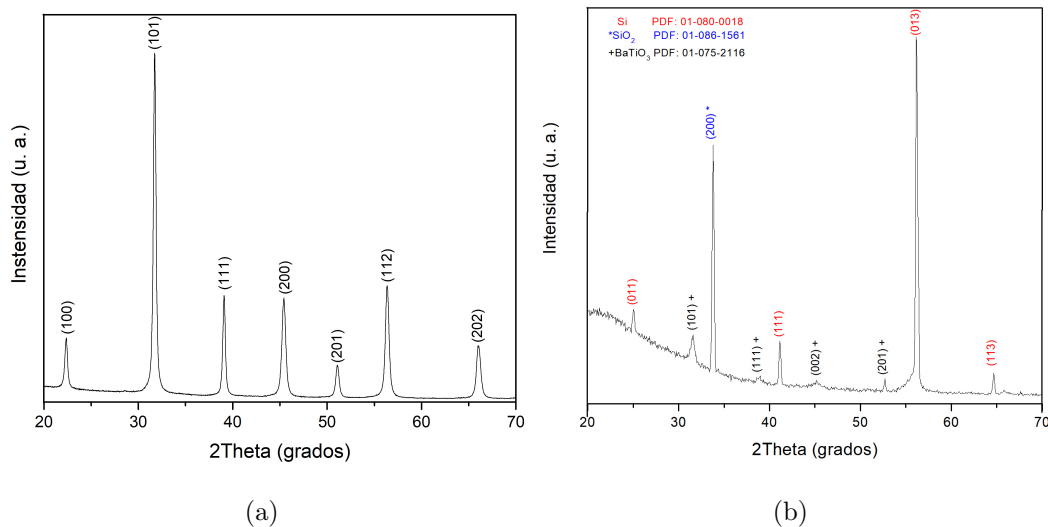 Instensidad (u. a.)
(100)
(101)
(111)
(200)
(201)
(112)
(202)
20 30 40 50 60 70
2Theta (grados)
(a)
Si PDF: 01-080-0018
*SiO₂ PDF: 01-086-1561
+BaTiO₃ PDF: 01-075-2116
Intensidad (u. a.)
(011)
(101) +
(200) *
(111) +
(111)
(002) +
(201) +
(013)
(113)
20 30 40 50 60 70
2Theta (grados)
(b)